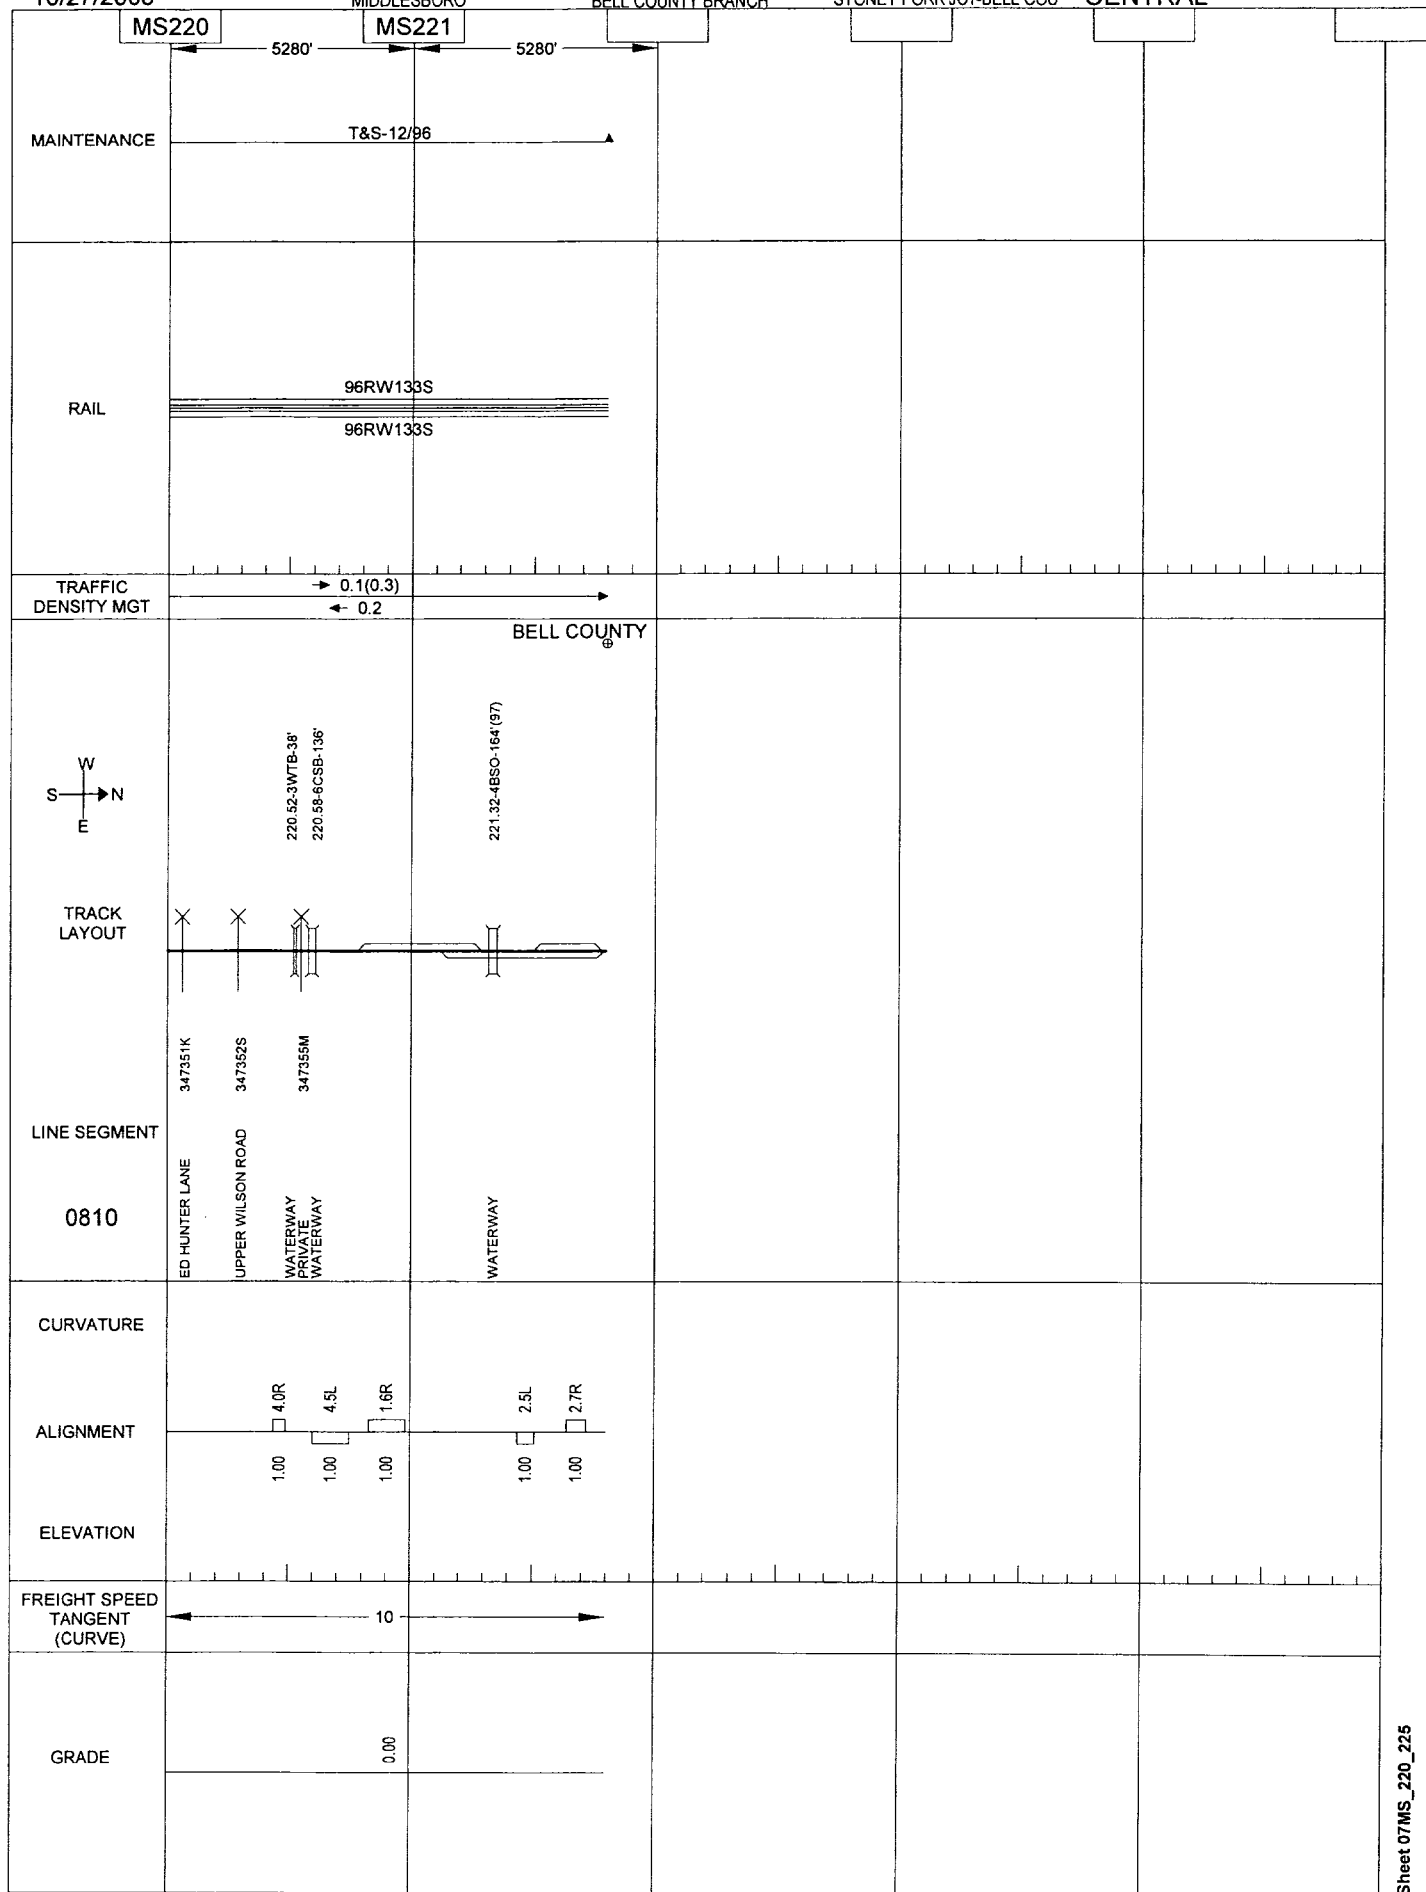 MIDDLESBORO BELL COUNTY BRANCH CENTRAL
MS220 MS221
5280' 5280'
MAINTENANCE
T&S-12/96
RAIL
96RW133S
96RW133S
TRAFFIC
DENSITY MGT
0.1(0.3)
0.2
BELL COUNTY
W
S N
E
220.52-3WTB-38'
220.58-6CSB-136'
221.32-4BSO-164'(97)
TRACK
LAYOUT
347351K
347352S
347355M
LINE SEGMENT
0810
ED HUNTER LANE
UPPER WILSON ROAD
WATERWAY
PRIVATE
WATERWAY
WATERWAY
CURVATURE
4.0R 4.5L 1.6R 2.5L 2.7R
ALIGNMENT
1.00 1.00 1.00 1.00 1.00
ELEVATION
FREIGHT SPEED
TANGENT
(CURVE)
10
GRADE
0.00
Sheet 07MS_220_225